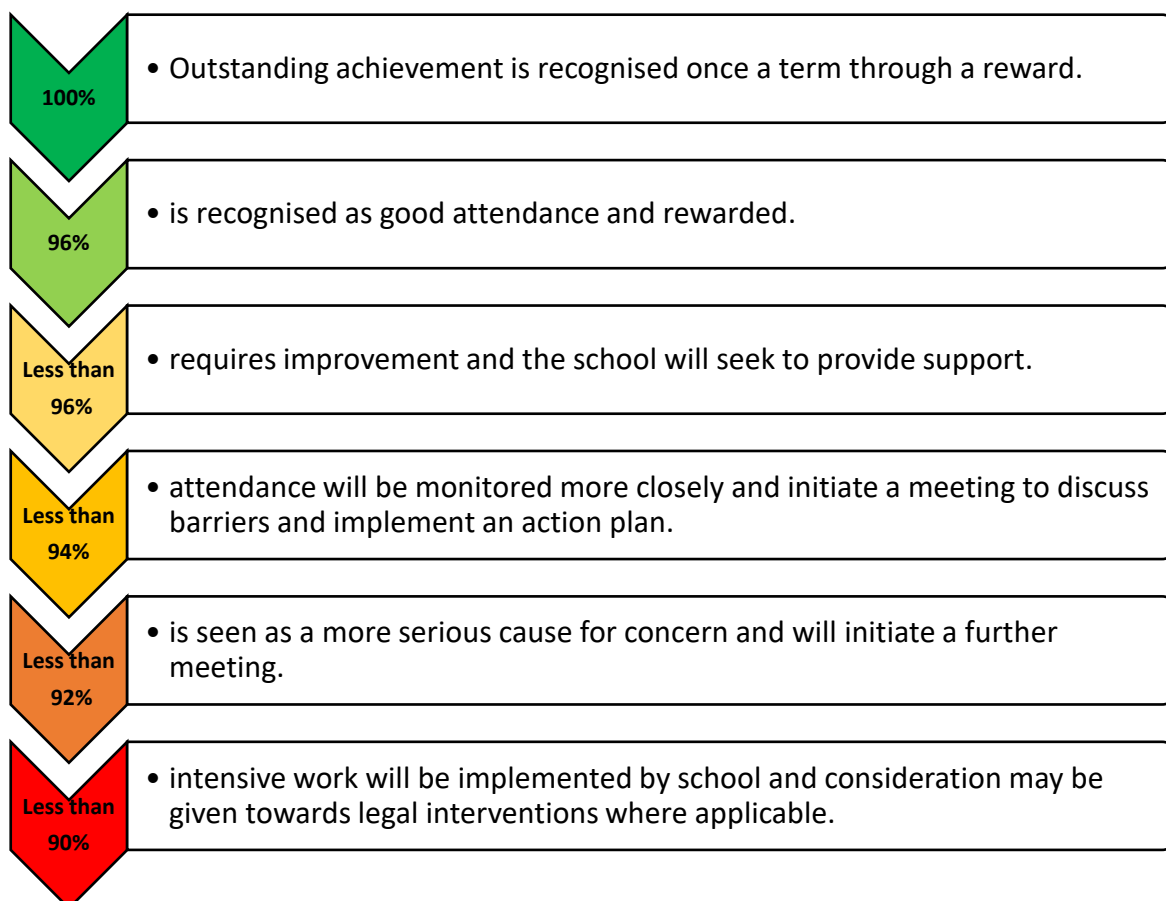 100%
• Outstanding achievement is recognised once a term through a reward.
96%
• is recognised as good attendance and rewarded.
Less than
96%
• requires improvement and the school will seek to provide support.
Less than
94%
• attendance will be monitored more closely and initiate a meeting to discuss
barriers and implement an action plan.
Less than
92%
• is seen as a more serious cause for concern and will initiate a further
meeting.
Less than
90%
• intensive work will be implemented by school and consideration may be
given towards legal interventions where applicable.